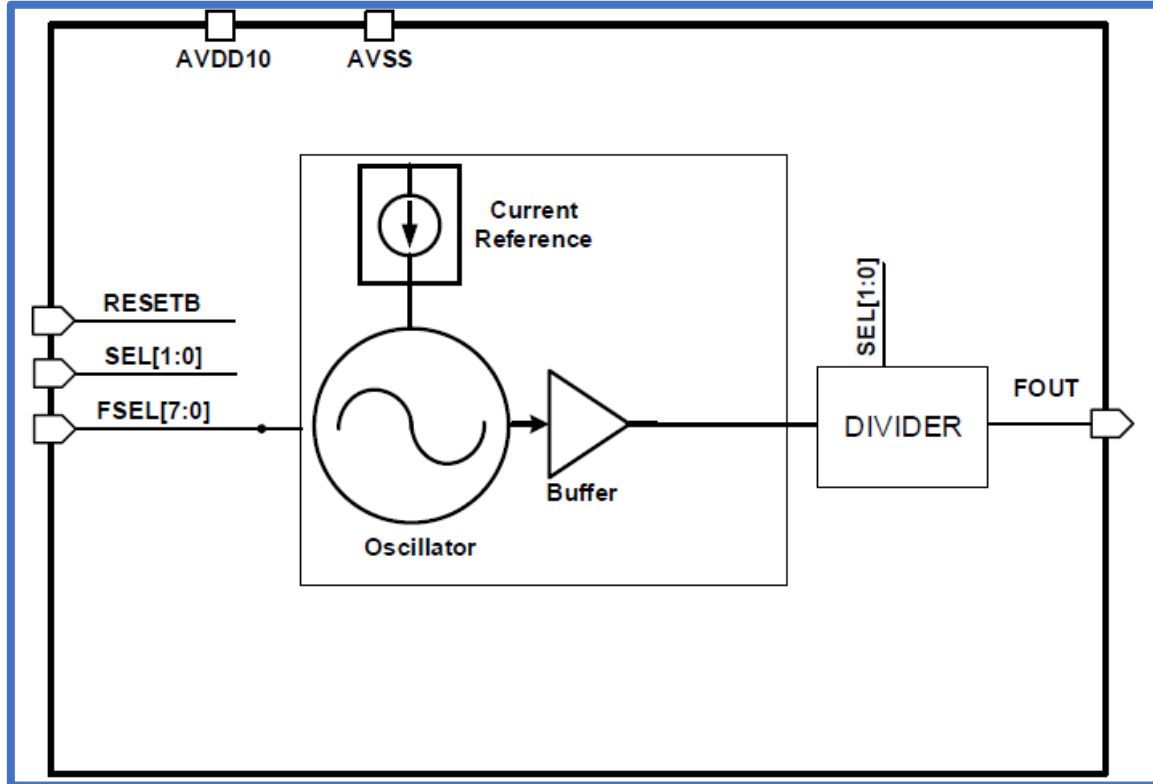 AVDD10
AVSS
Current
Reference
RESETB
SEL[1:0]
FSEL[7:0]
SEL[1:0]
DIVIDER
FOUT
Buffer
Oscillator